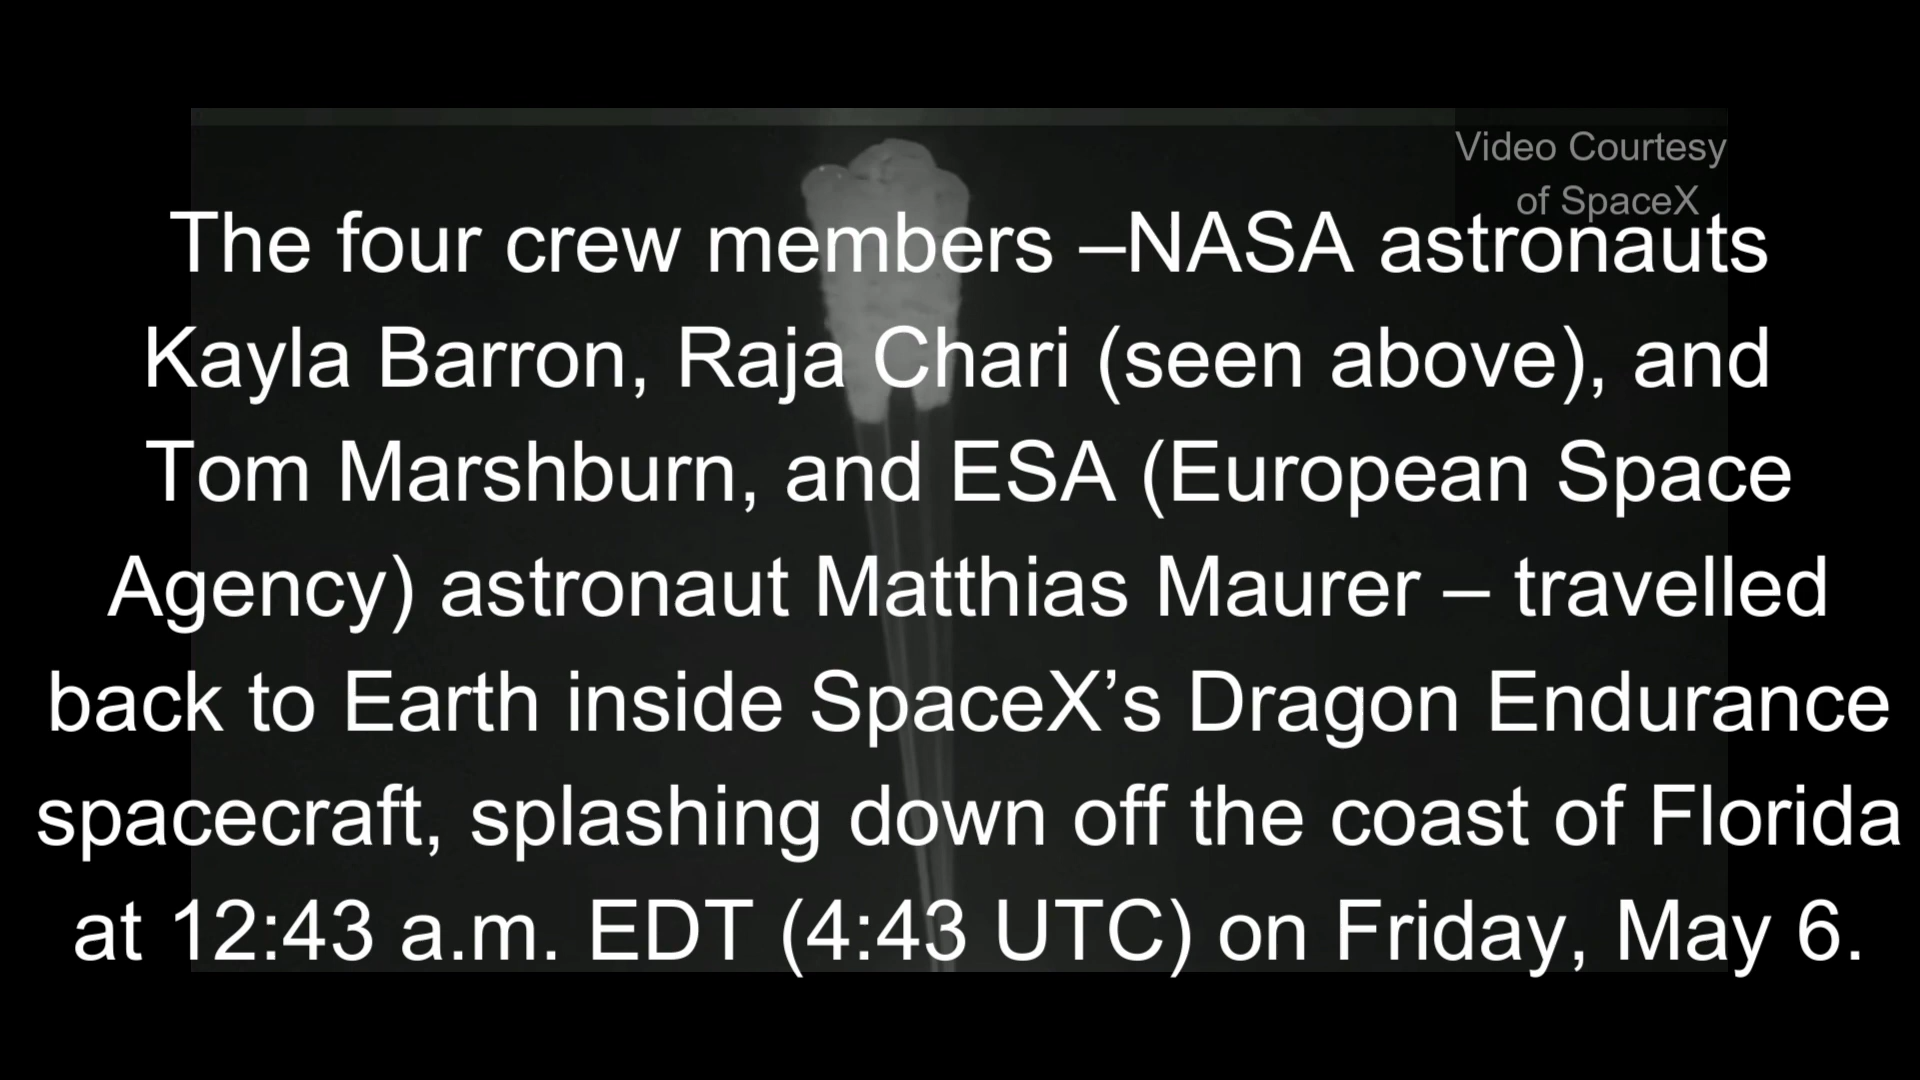 Video Courtesy
of SpaceX
The four crew members –NASA astronauts
Kayla Barron, Raja Chari (seen above), and
Tom Marshburn, and ESA (European Space
Agency) astronaut Matthias Maurer – travelled
back to Earth inside SpaceX’s Dragon Endurance
spacecraft, splashing down off the coast of Florida
at 12:43 a.m. EDT (4:43 UTC) on Friday, May 6.